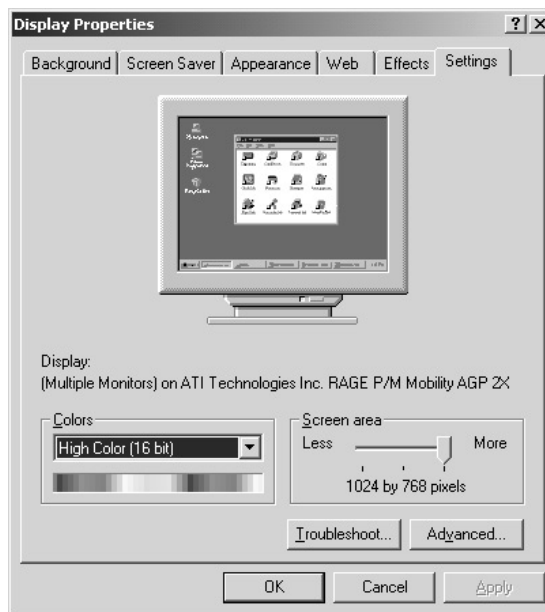 Display Properties
Background Screen Saver Appearance Web Effects Settings
Display:
(Multiple Monitors) on ATI Technologies Inc. RAGE P/M Mobility AGP 2X
Colors
High Color (16 bit)
Screen area
Less More
1024 by 768 pixels
Troubleshoot... Advanced...
OK Cancel Apply